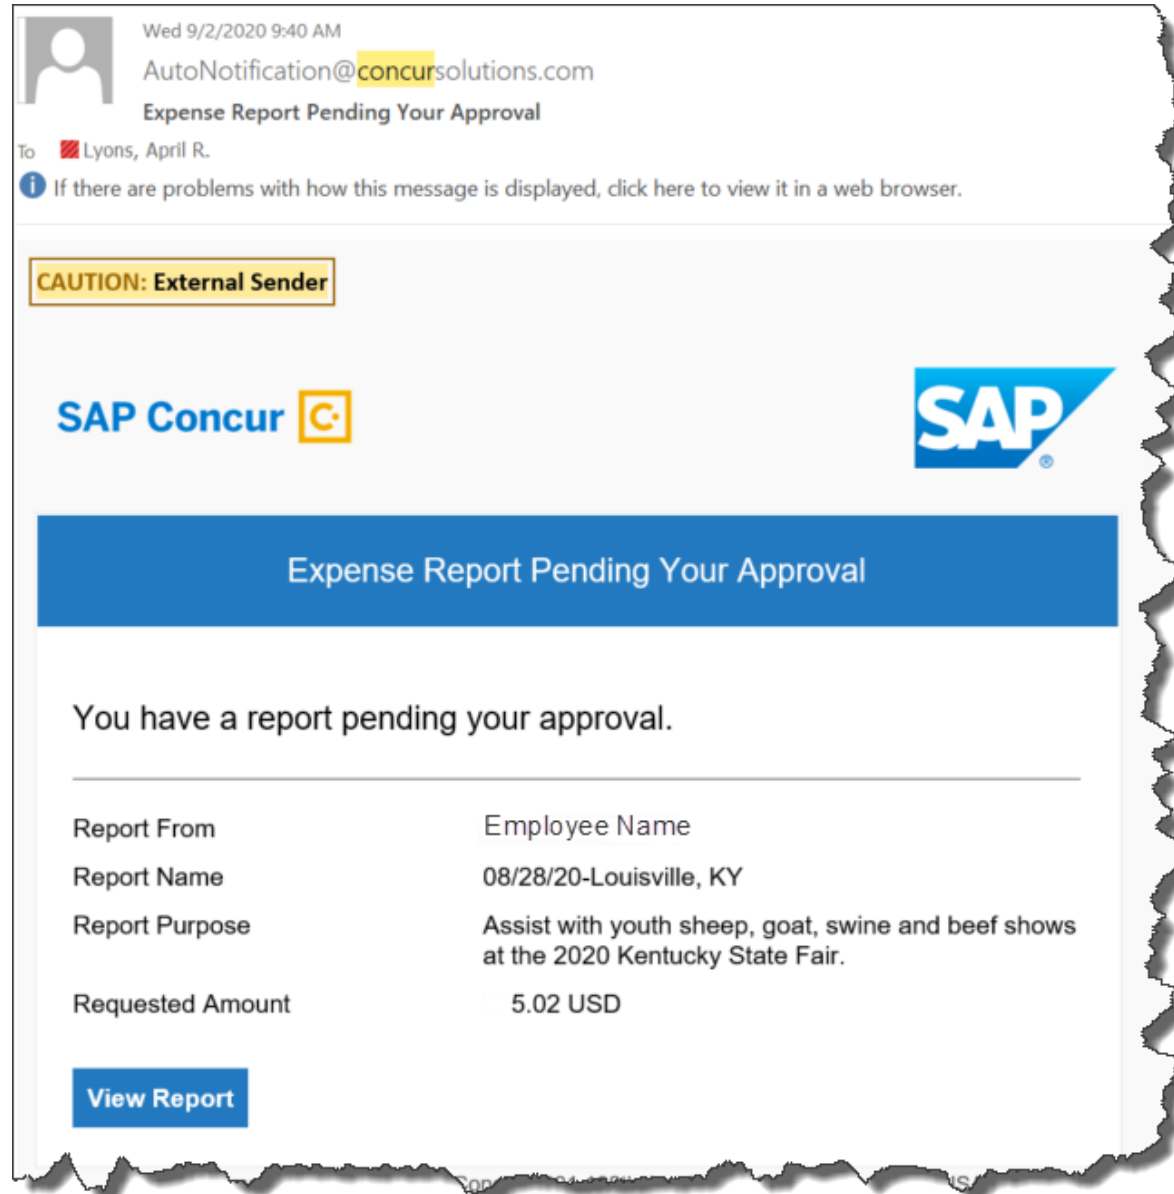 Wed 9/2/2020 9:40 AM
AutoNotification@concursolutions.com
Expense Report Pending Your Approval
To Lyons, April R.
If there are problems with how this message is displayed, click here to view it in a web browser.
CAUTION: External Sender
SAP Concur C
SAP®
Expense Report Pending Your Approval
You have a report pending your approval.
Report From Employee Name
Report Name 08/28/20-Louisville, KY
Report Purpose Assist with youth sheep, goat, swine and beef shows
at the 2020 Kentucky State Fair.
Requested Amount 5.02 USD
View Report